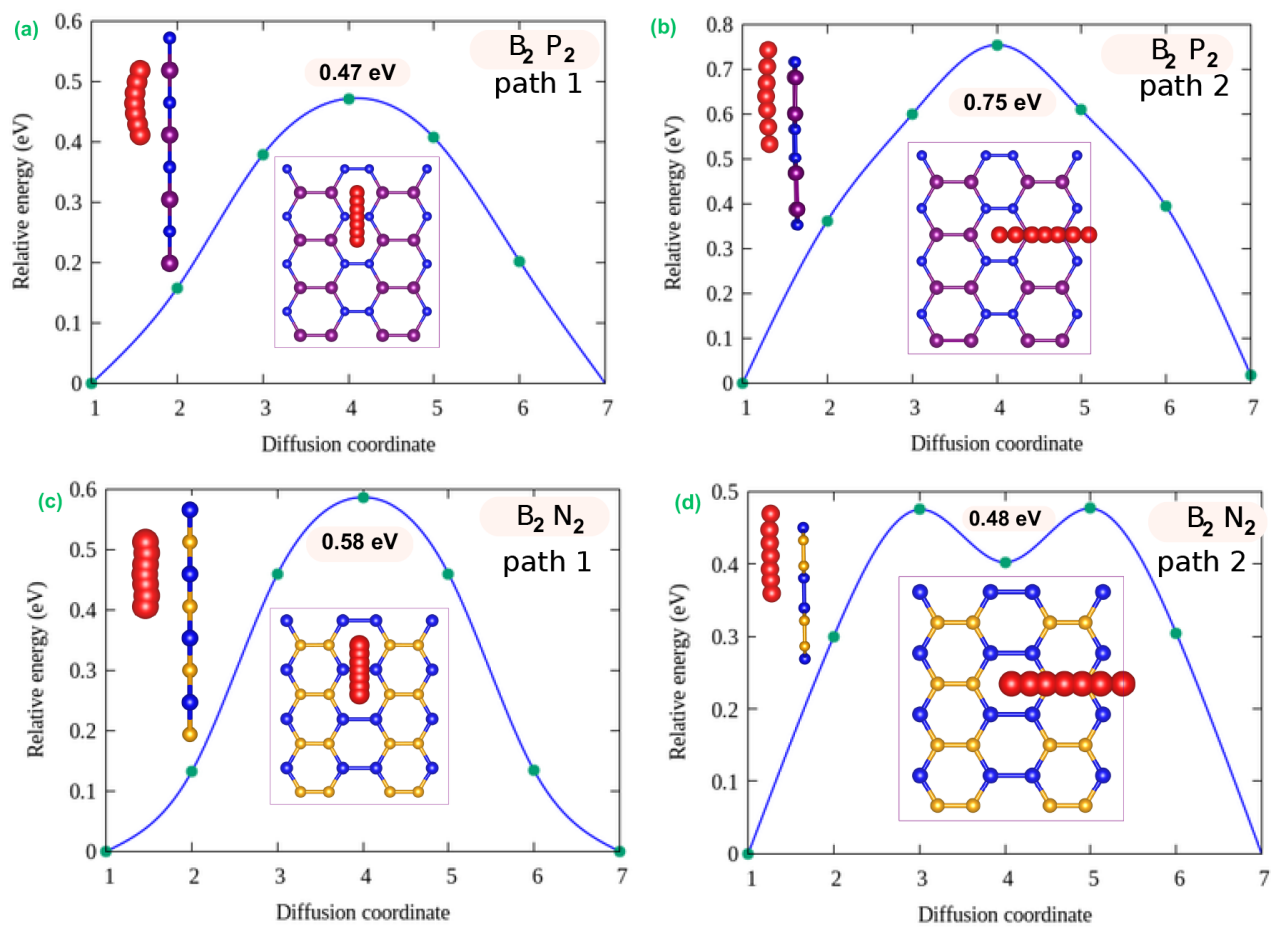 (a)
B2 P2
path 1
0.47 eV
Relative energy (eV)
0.6
0.5
0.4
0.3
0.2
0.1
0
1 2 3 4 5 6 7
Diffusion coordinate
(b)
B2 P2
path 2
0.75 eV
Relative energy (eV)
0.8
0.7
0.6
0.5
0.4
0.3
0.2
0.1
0
1 2 3 4 5 6 7
Diffusion coordinate
(c)
B2 N2
path 1
0.58 eV
Relative energy (eV)
0.6
0.5
0.4
0.3
0.2
0.1
0
1 2 3 4 5 6 7
Diffusion coordinate
(d)
B2 N2
path 2
0.48 eV
Relative energy (eV)
0.5
0.4
0.3
0.2
0.1
0
1 2 3 4 5 6 7
Diffusion coordinate